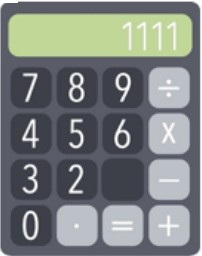 1111
7 8 9 ÷
4 5 6 X
3 2 −
0 · = +